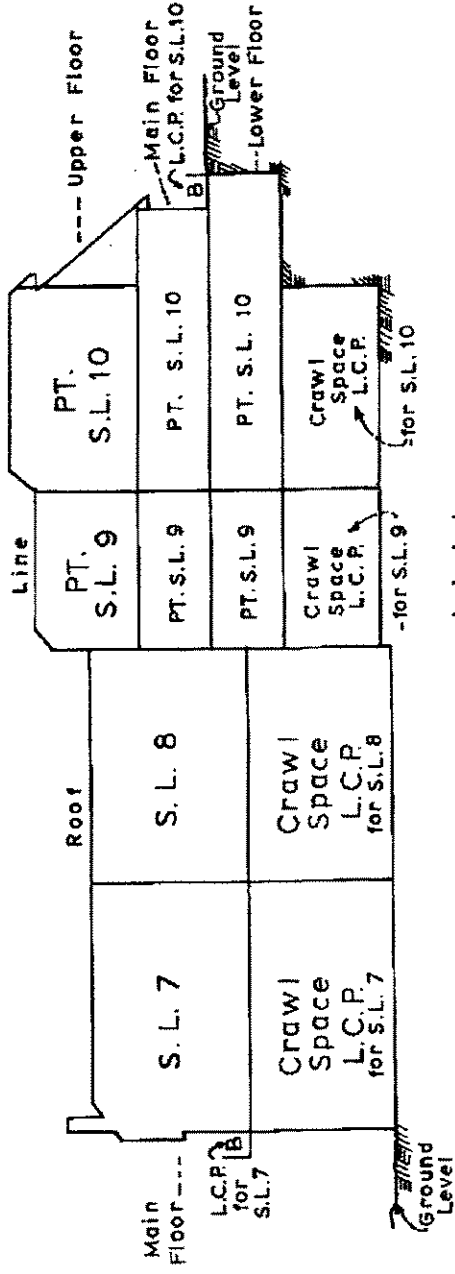 Line
Roof
--- Upper Floor
PT.
S.L. 10
PT.
S.L. 9
Main Floor
L.C.P. for S.L.10
B
PT. S.L. 10
PT. S.L. 9
Ground
Level
Lower Floor
PT. S.L. 10
PT. S.L. 9
Crawl
Space
L.C.P.
for S.L. 10
Crawl
Space
L.C.P.
for S.L. 9
S. L. 8
S. L. 7
Crawl
Space
L.C.P.
for S.L. 8
Crawl
Space
L.C.P.
for S.L. 7
Main
Floor---
L.C.P.
for
S.L.7
B
Ground
Level